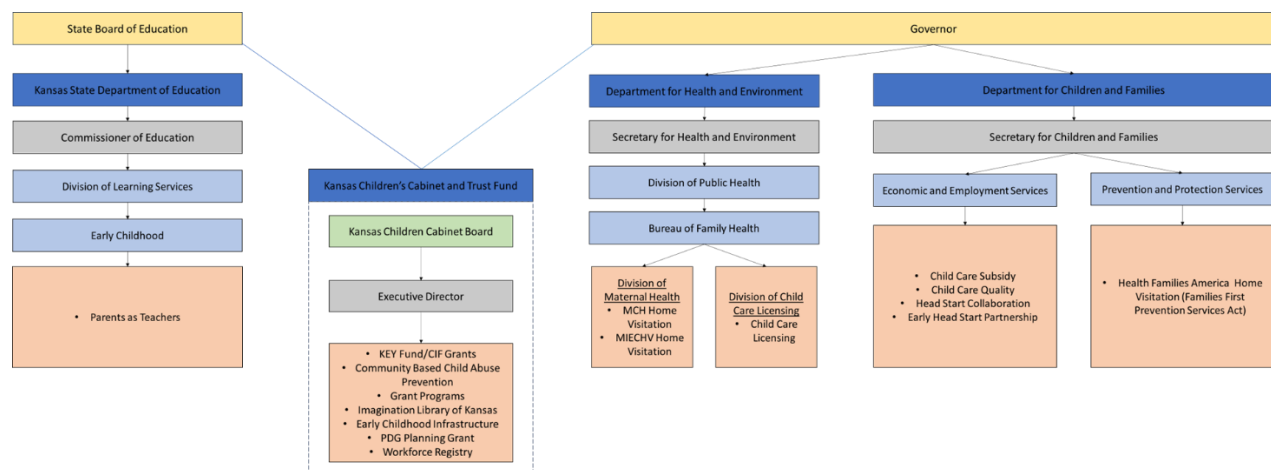 State Board of Education
Governor
Kansas State Department of Education
Department for Health and Environment
Department for Children and Families
Commissioner of Education
Secretary for Health and Environment
Secretary for Children and Families
Division of Learning Services
Kansas Children's Cabinet and Trust Fund
Division of Public Health
Economic and Employment Services
Prevention and Protection Services
Early Childhood
Kansas Children Cabinet Board
Bureau of Family Health
• Parents as Teachers
Executive Director
Division of
Maternal Health
• MCH Home
Visitation
• MIECHV Home
Visitation
Division of Child
Care Licensing
• Child Care
Licensing
• Child Care Subsidy
• Child Care Quality
• Head Start Collaboration
• Early Head Start Partnership
• Health Families America Home
Visitation (Families First
Prevention Services Act)
• KEY Fund/CIF Grants
• Community Based Child Abuse
Prevention
• Grant Programs
• Imagination Library of Kansas
• Early Childhood Infrastructure
• PDG Planning Grant
• Workforce Registry